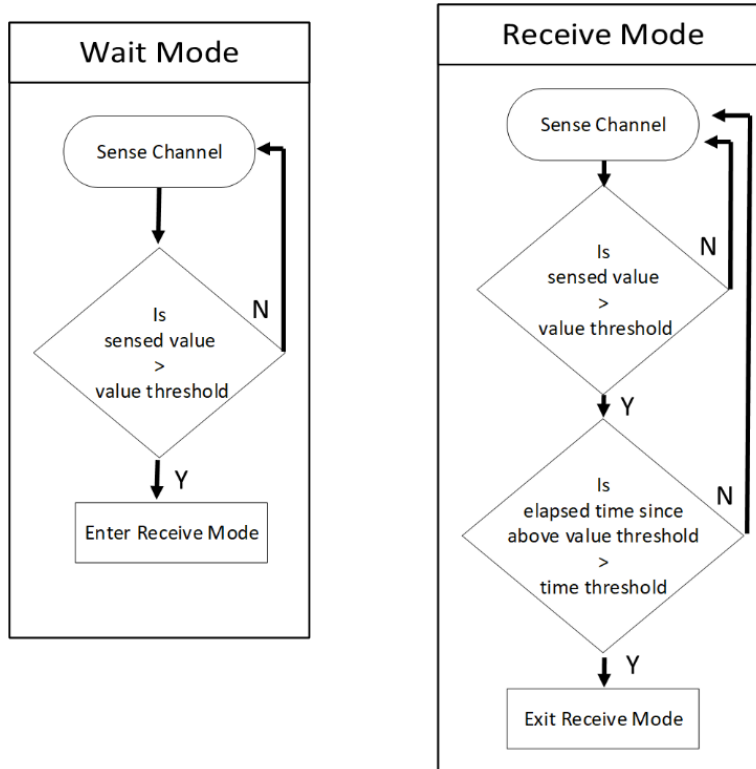 Wait Mode
Sense Channel
N
Is
sensed value
>
value threshold
Y
Enter Receive Mode
Receive Mode
Sense Channel
N
Is
sensed value
>
value threshold
Y
N
Is
elapsed time since
above value threshold
>
time threshold
Y
Exit Receive Mode